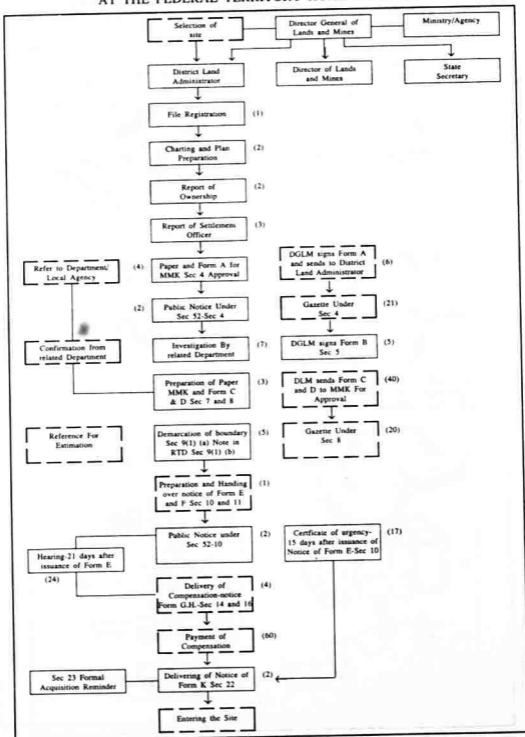 AT THE FEDERAL TERRITORY
Selection of
site
Director General of
Lands and Mines
Ministry/Agency
District Land
Administrator
Director of Lands
and Mines
State
Secretary
File Registration
(1)
Charting and Plan
Preparation
(2)
Report of
Ownership
(2)
Report of Settlement
Officer
(3)
Refer to Department/
Local Agency
(4)
Paper and Form A for
MMK Sec 4 Approval
DGLM signs Form A
and sends to District
Land Administrator
(6)
(2)
Public Notice Under
Sec 52-Sec 4
Gazette Under
Sec 4
(21)
Confirmation from
related Department
Investigation By
related Department
(7)
DGLM signs Form B
Sec 5
(5)
Preparation of Paper
MMK and Form C
& D Sec 7 and 8
(3)
DLM sends Form C
and D to MMK For
Approval
(40)
Reference For
Estimation
Demarcation of boundary
Sec 9(1) (a) Note in
RTD Sec 9(1) (b)
(5)
Gazette Under
Sec 8
(20)
Preparation and Handing
over notice of Form E
and F Sec 10 and 11
(1)
Hearing-21 days after
issuance of Form E
(24)
Public Notice under
Sec 52-10
(2)
Certficate of urgency-
15 days after issuance of
Notice of Form E-Sec 10
(17)
Delivery of
Compensation-notice
Form G.H.-Sec 14 and 16
(4)
Payment of
Compensation
(60)
Sec 23 Formal
Acquisition Reminder
Delivering of Notice of
Form K Sec 22
(2)
Entering the Site